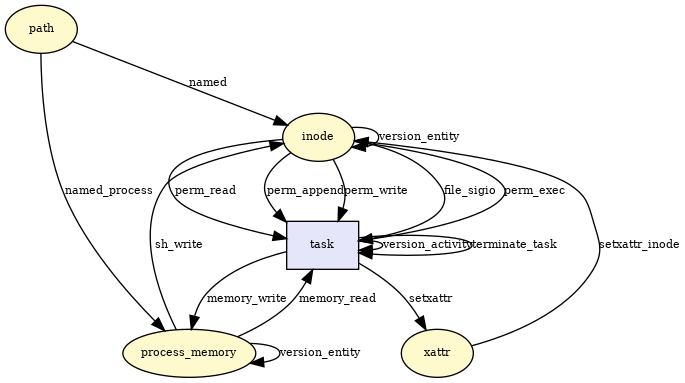 path
named
inode
version_entity
named_process
perm_read
perm_append
perm_write
file_sigio
perm_exec
sh_write
task
version_activity
terminate_task
setxattr_inode
memory_write
memory_read
setxattr
process_memory
version_entity
xattr